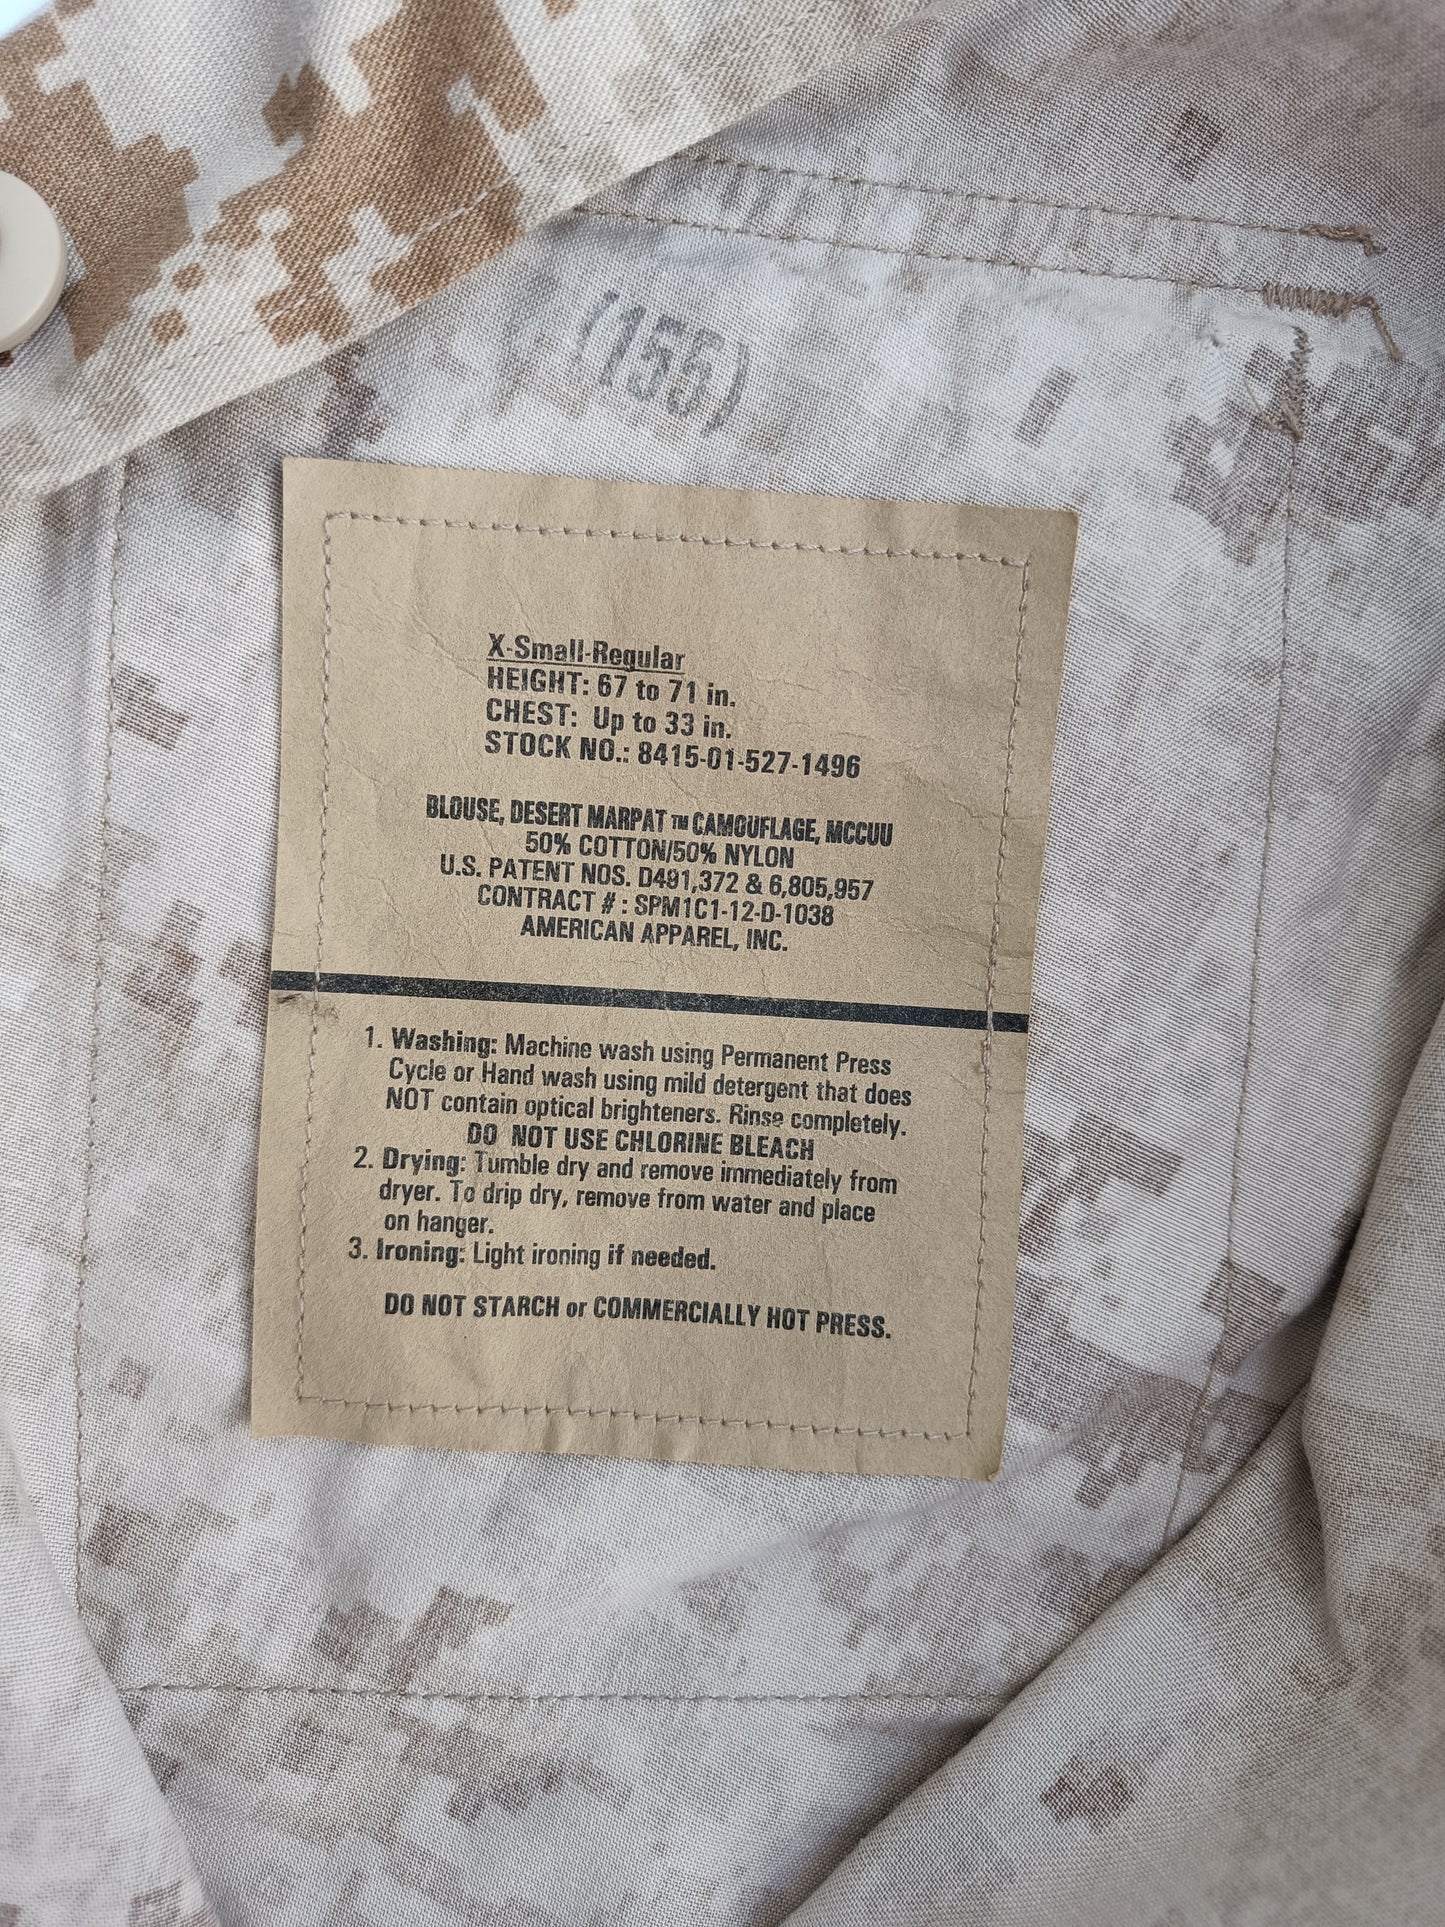 (155)
X-Small-Regular
HEIGHT: 67 to 71 in.
CHEST: Up to 33 in.
STOCK NO.: 8415-01-527-1496
BLOUSE, DESERT MARPAT ™ CAMOUFLAGE, MCCUU
50% COTTON/50% NYLON
U.S. PATENT NOS. D491,372 & 6,805,957
CONTRACT # : SPM1C1-12-D-1038
AMERICAN APPAREL, INC.
1. Washing: Machine wash using Permanent Press
Cycle or Hand wash using mild detergent that does
NOT contain optical brighteners. Rinse completely.
DO NOT USE CHLORINE BLEACH
2. Drying: Tumble dry and remove immediately from
dryer. To drip dry, remove from water and place
on hanger.
3. Ironing: Light ironing if needed.
DO NOT STARCH or COMMERCIALLY HOT PRESS.